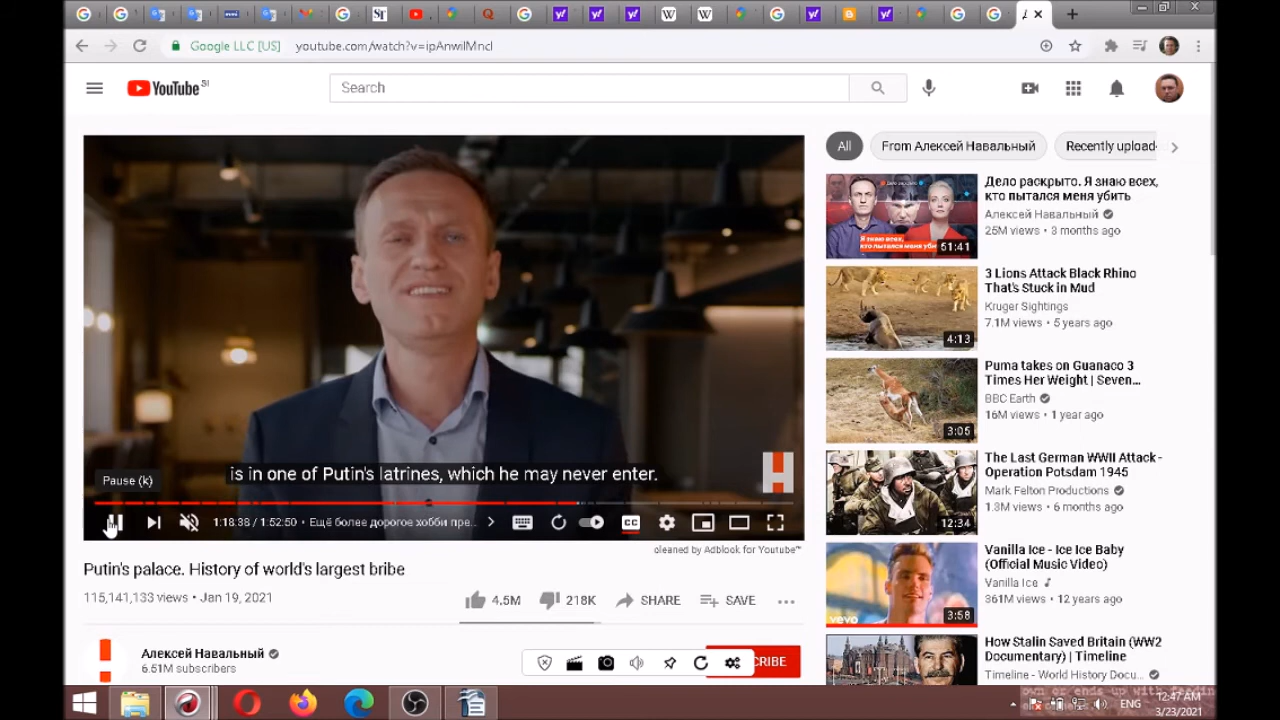 Google LLC [US]
youtube.com/watch?v=ipAnwilMncI
YouTube SI
Search
All
From Алексей Навальный
Recently upload
Дело раскрыто. Я знаю всех,
кто пытался меня убить
Алексей Навальный
25M views • 3 months ago
51:41
3 Lions Attack Black Rhino
That's Stuck in Mud
Kruger Sightings
7.1M views • 5 years ago
4:13
Puma takes on Guanaco 3
Times Her Weight | Seven...
BBC Earth
16M views • 1 year ago
3:05
The Last German WWII Attack -
Operation Potsdam 1945
Mark Felton Productions
1.3M views • 6 months ago
12:34
Vanilla Ice - Ice Ice Baby
(Official Music Video)
Vanilla Ice
361M views • 12 years ago
vevo
3:58
How Stalin Saved Britain (WW2
Documentary) | Timeline
Timeline - World History Docu...
is in one of Putin's latrines, which he may never enter.
Pause (k)
1:18:38 / 1:52:50 • Ещё более дорогое хобби пре...
CC
cleaned by Adblock for Youtube™
Putin's palace. History of world's largest bribe
115,141,133 views • Jan 19, 2021
4.5M
218K
SHARE
SAVE
Алексей Навальный
6.51M subscribers
CRIBE
ENG
12:47 AM
3/23/2021